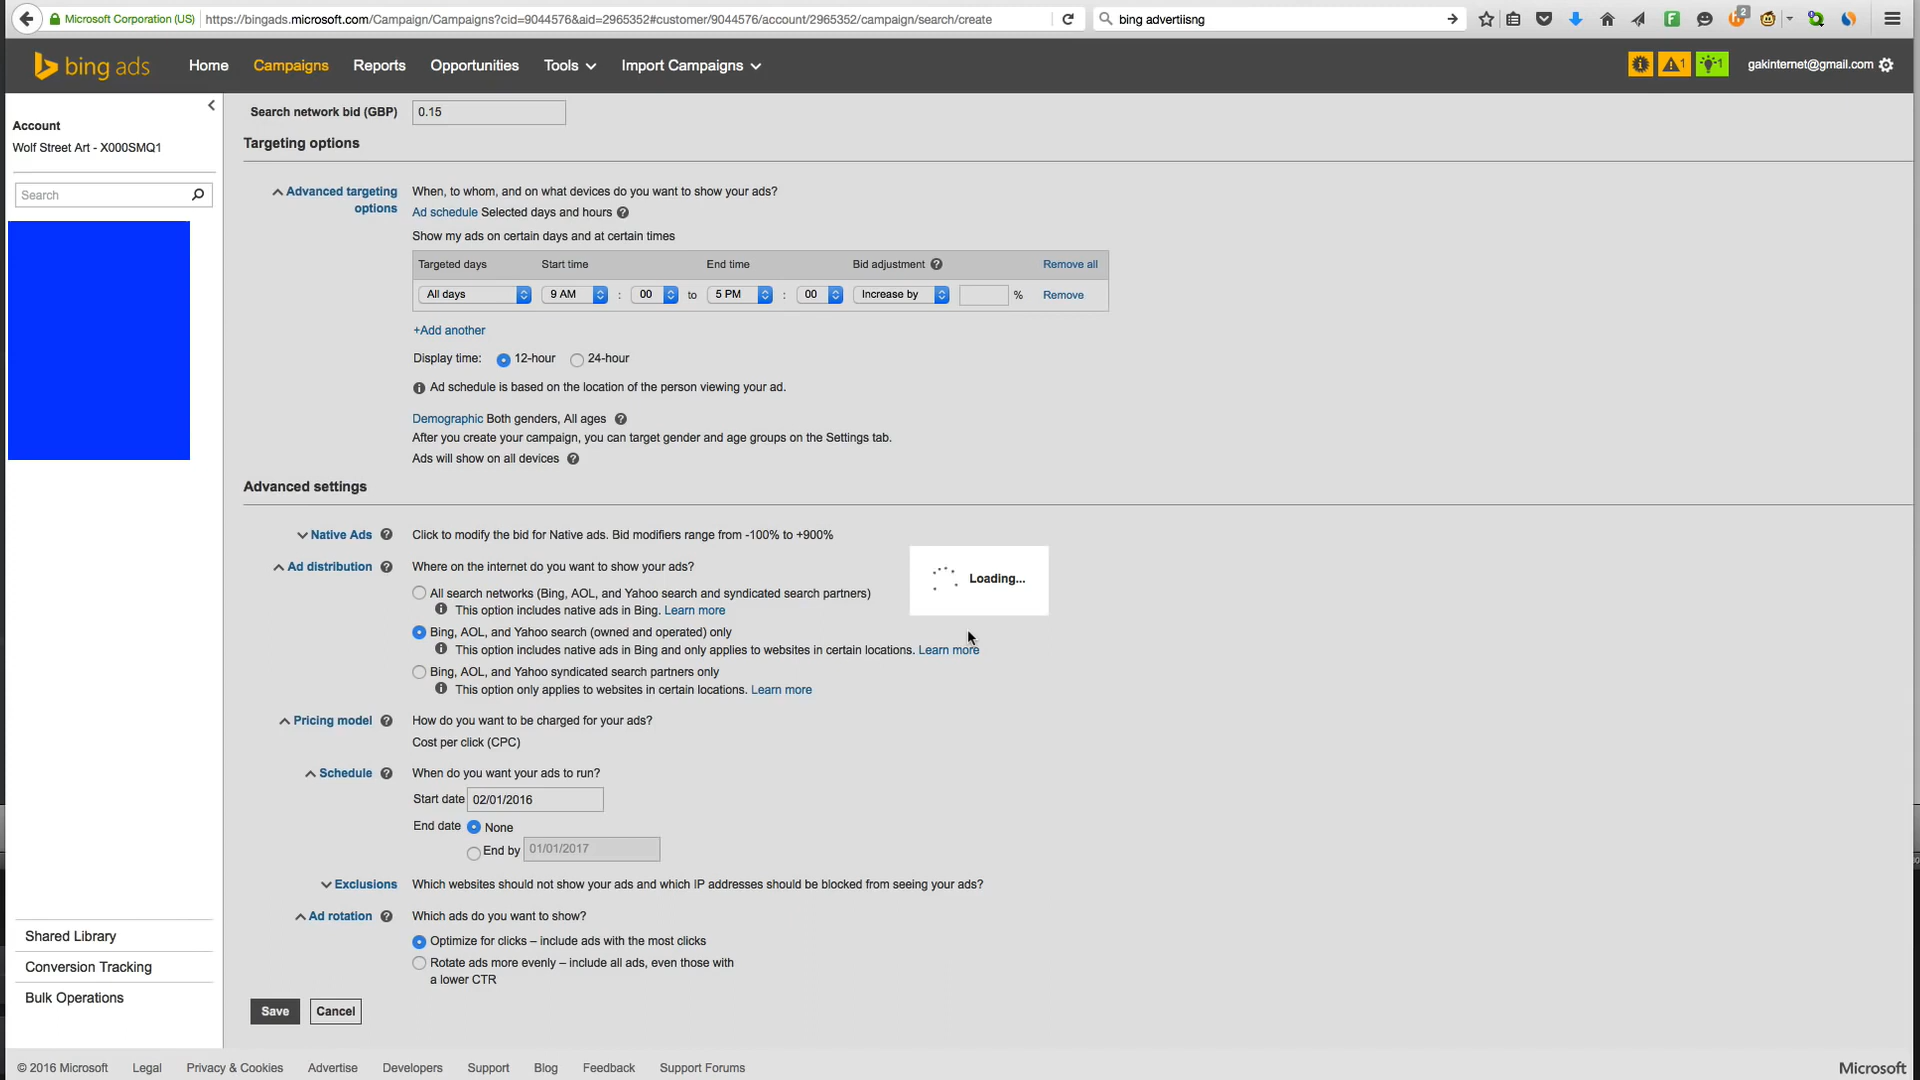 Microsoft Corporation (US)
https://bingads.microsoft.com/Campaign/Campaigns?cid=9044576&aid=2965352#customer/9044576/account/2965352/campaign/search/create
bing advertiisng
2
bing ads
Home
Campaigns
Reports
Opportunities
Tools
Import Campaigns
1
1
gakinternet@gmail.com
Account
Wolf Street Art - X000SMQ1
Search
Shared Library
Conversion Tracking
Bulk Operations
Search network bid (GBP)
0.15
Targeting options
Advanced targeting
options
When, to whom, and on what devices do you want to show your ads?
Ad schedule Selected days and hours
Show my ads on certain days and at certain times
Targeted days
Start time
End time
Bid adjustment
Remove all
All days
9 AM
:
00
to
5 PM
:
00
Increase by
%
Remove
+Add another
Display time:
12-hour
24-hour
Ad schedule is based on the location of the person viewing your ad.
Demographic Both genders, All ages
After you create your campaign, you can target gender and age groups on the Settings tab.
Ads will show on all devices
Advanced settings
Native Ads
Click to modify the bid for Native ads. Bid modifiers range from -100% to +900%
Ad distribution
Where on the internet do you want to show your ads?
All search networks (Bing, AOL, and Yahoo search and syndicated search partners)
This option includes native ads in Bing. Learn more
Bing, AOL, and Yahoo search (owned and operated) only
This option includes native ads in Bing and only applies to websites in certain locations. Learn more
Bing, AOL, and Yahoo syndicated search partners only
This option only applies to websites in certain locations. Learn more
Loading...
Pricing model
How do you want to be charged for your ads?
Cost per click (CPC)
Schedule
When do you want your ads to run?
Start date
02/01/2016
End date
None
End by
01/01/2017
Exclusions
Which websites should not show your ads and which IP addresses should be blocked from seeing your ads?
Ad rotation
Which ads do you want to show?
Optimize for clicks – include ads with the most clicks
Rotate ads more evenly – include all ads, even those with
a lower CTR
Save
Cancel
© 2016 Microsoft
Legal
Privacy & Cookies
Advertise
Developers
Support
Blog
Feedback
Support Forums
Microsoft